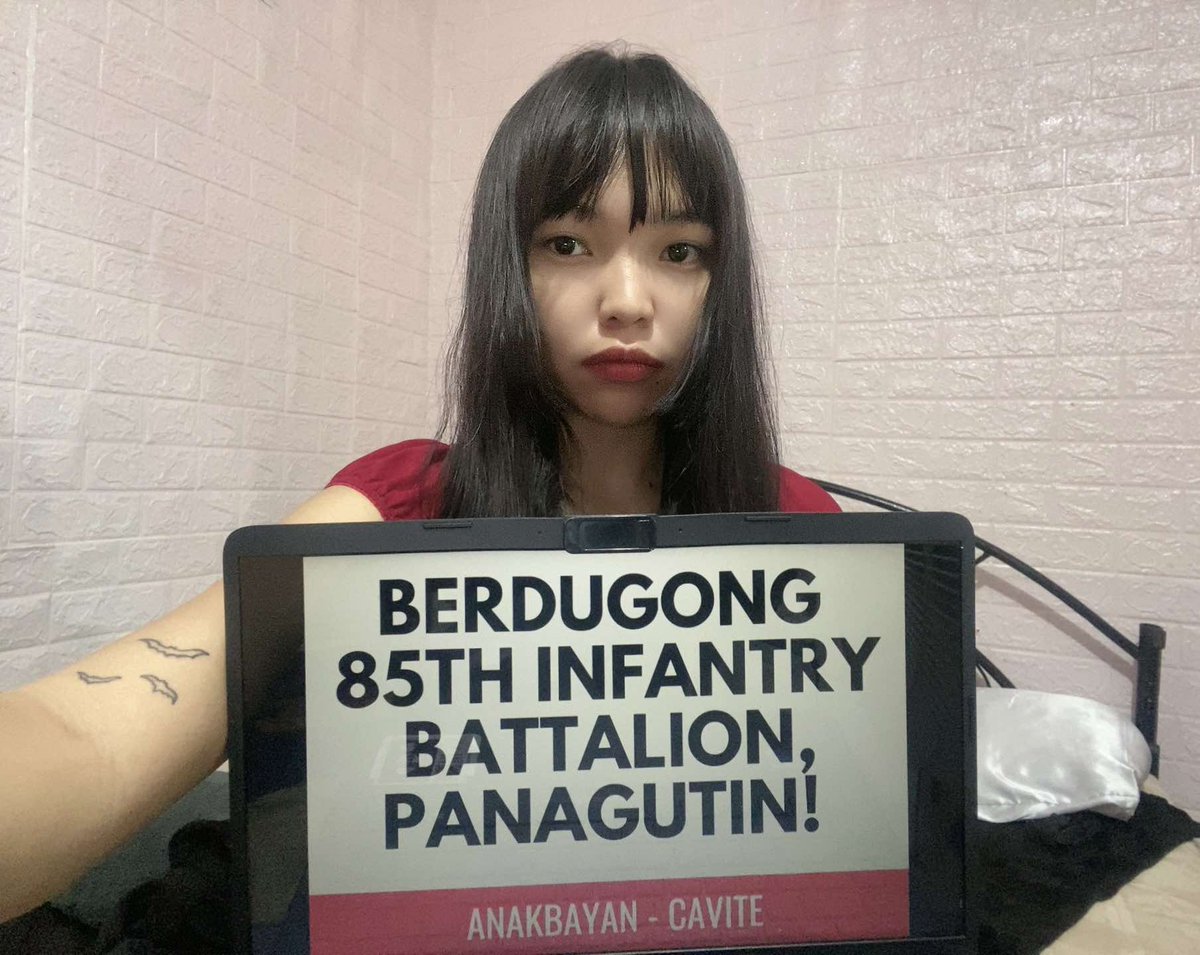 BERDUGONG
85TH INFANTRY
BATTALION,
PANAGUTIN!
ANAKBAYAN - CAVITE